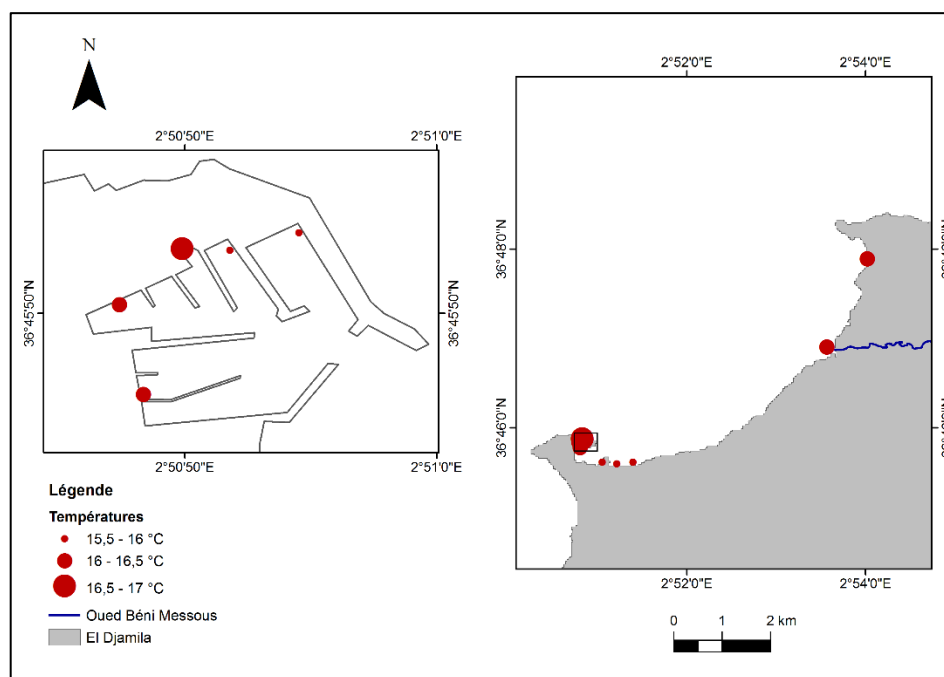 N
2°50'50"E 2°51'0"E
36°45'50"N
36°45'50"N
2°50'50"E 2°51'0"E
Légende
Températures
15,5 - 16 °C
16 - 16,5 °C
16,5 - 17 °C
Oued Béni Messous
El Djamila
2°52'0"E 2°54'0"E
36°48'0"N
36°46'0"N
2°52'0"E 2°54'0"E
0 1 2 km